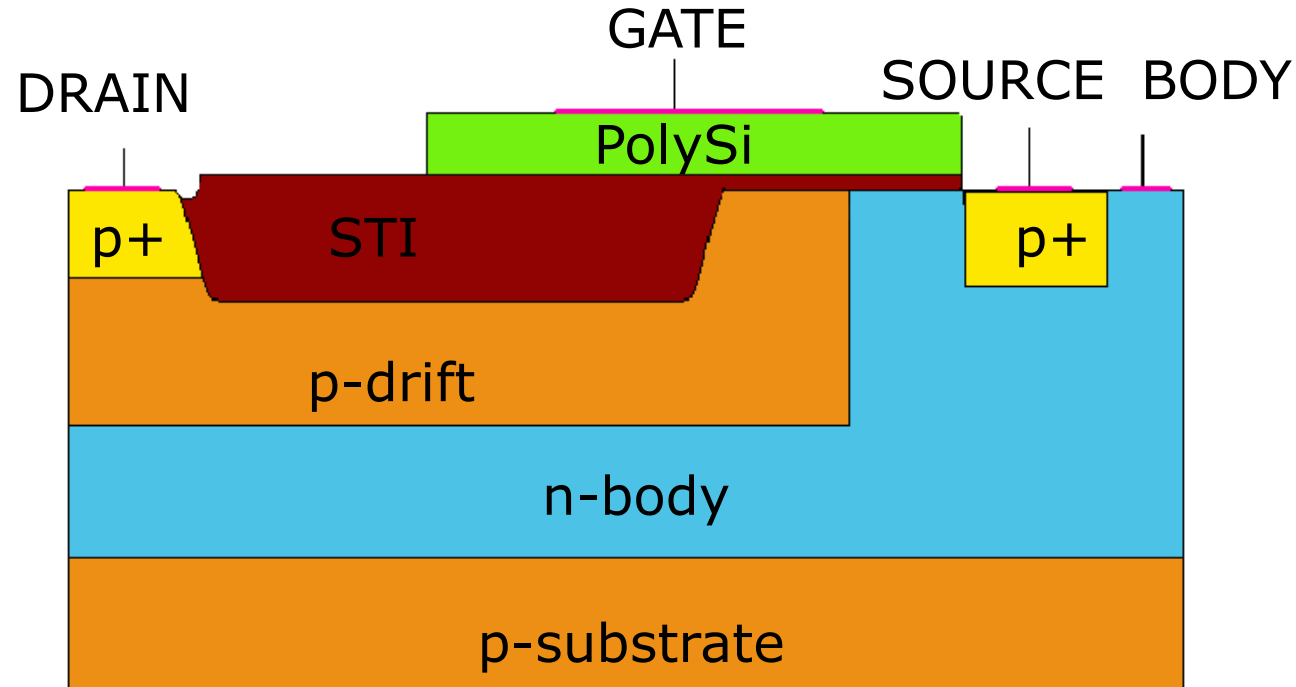 GATE
DRAIN
SOURCE
BODY
PolySi
p+
STI
p+
p-drift
n-body
p-substrate